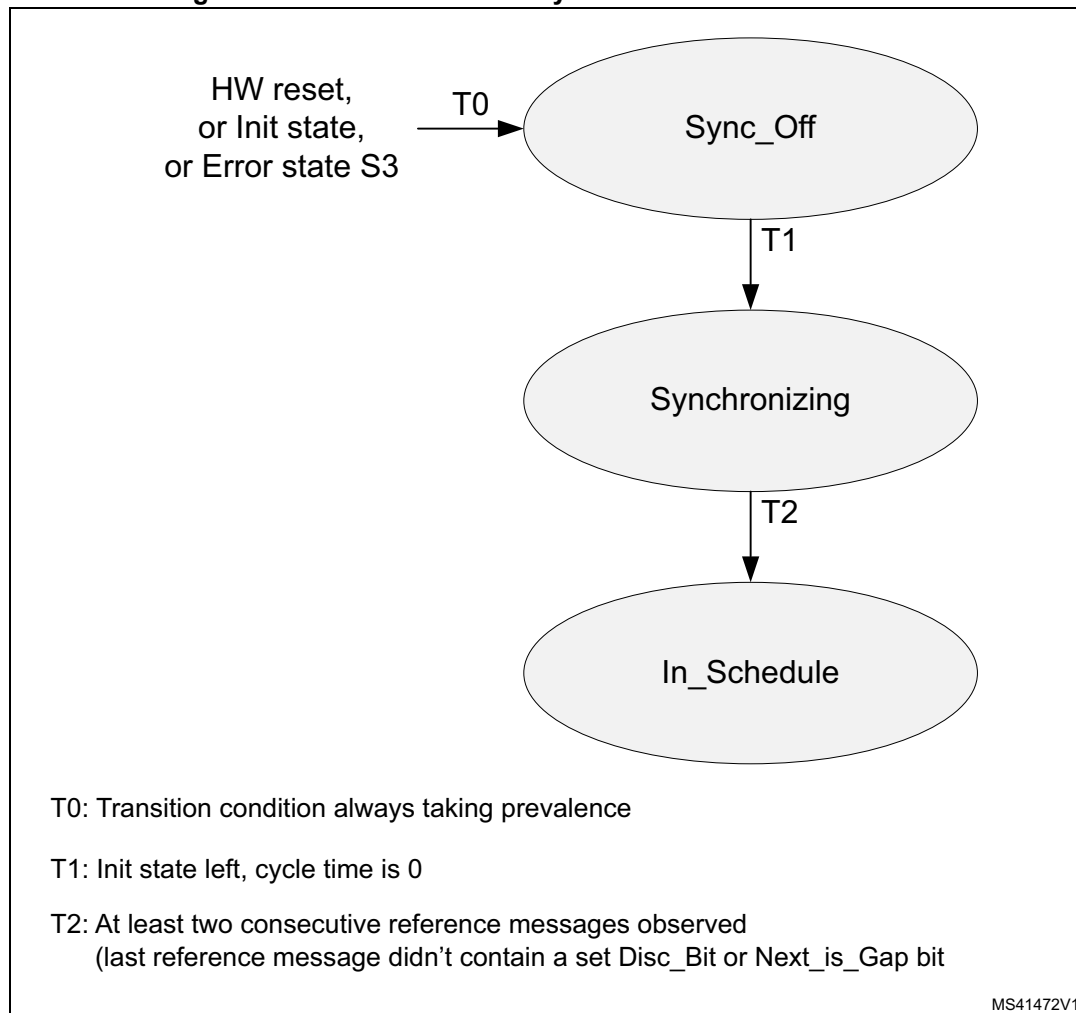 HW reset,
or Init state,
or Error state S3
T0
Sync_Off
T1
Synchronizing
T2
In_Schedule
T0: Transition condition always taking prevalence
T1: Init state left, cycle time is 0
T2: At least two consecutive reference messages observed
(last reference message didn't contain a set Disc_Bit or Next_is_Gap bit
MS41472V1